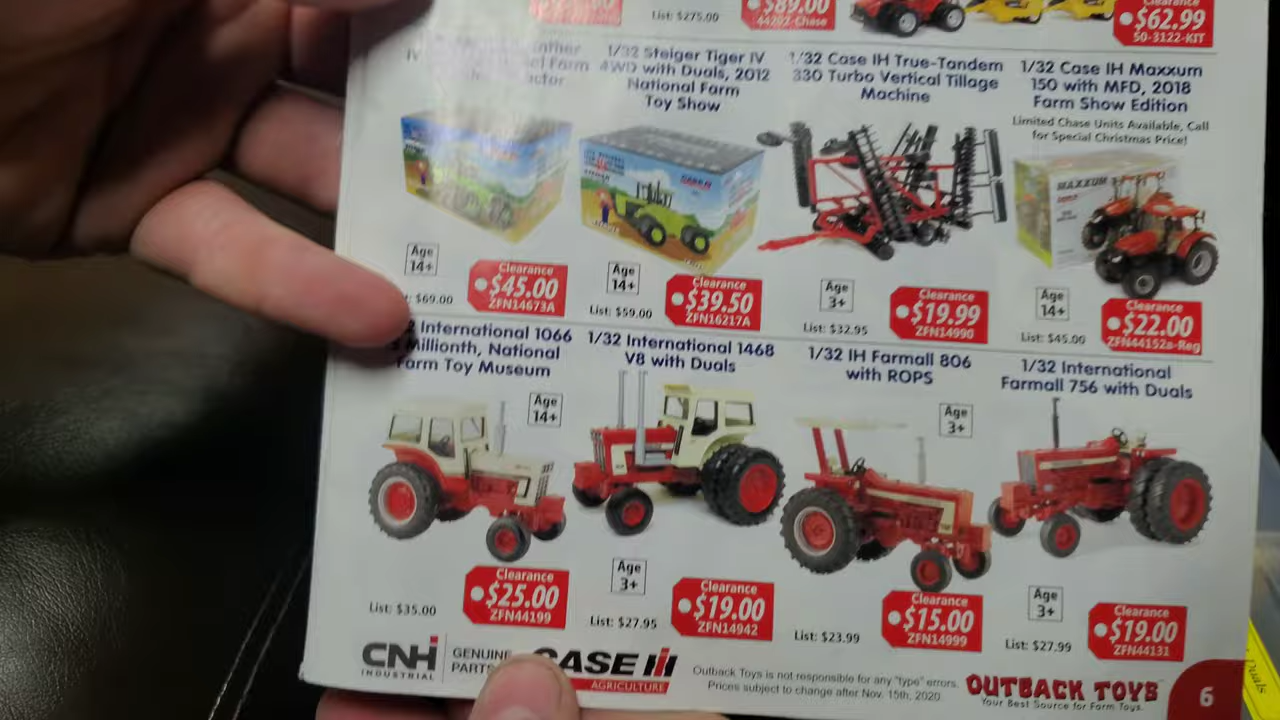 List: $275.00
$89.00
44202-Chase
Clearance
$62.99
50-3122-KIT
1/32 Steiger Tiger IV
4WD with Duals, 2012
National Farm
Toy Show
Age
14+
List: $69.00
Clearance
$45.00
ZFN14673A
Age
14+
List: $59.00
Clearance
$39.50
ZFN16217A
1/32 Case IH True-Tandem
330 Turbo Vertical Tillage
Machine
Age
3+
List: $32.95
Clearance
$19.99
ZFN14990
1/32 Case IH Maxxum
150 with MFD, 2018
Farm Show Edition
Limited Chase Units Available, Call
for Special Christmas Price!
MAXXUM
Age
14+
List: $45.00
Clearance
$22.00
ZFN44152a-Reg
International 1066
Millionth, National
Farm Toy Museum
Age
14+
List: $35.00
Clearance
$25.00
ZFN44199
1/32 International 1468
V8 with Duals
Age
3+
List: $27.95
Clearance
$19.00
ZFN14942
1/32 IH Farmall 806
with ROPS
Age
3+
List: $23.99
Clearance
$15.00
ZFN14999
1/32 International
Farmall 756 with Duals
Age
3+
List: $27.99
Clearance
$19.00
ZFN44131
CNH
INDUSTRIAL
GENUINE
PARTS
CASE IH
AGRICULTURE
Outback Toys is not responsible for any "type" errors.
Prices subject to change after Nov. 15th, 2020.
OUTBACK TOYS
Your Best Source for Farm Toys.
6
Duals